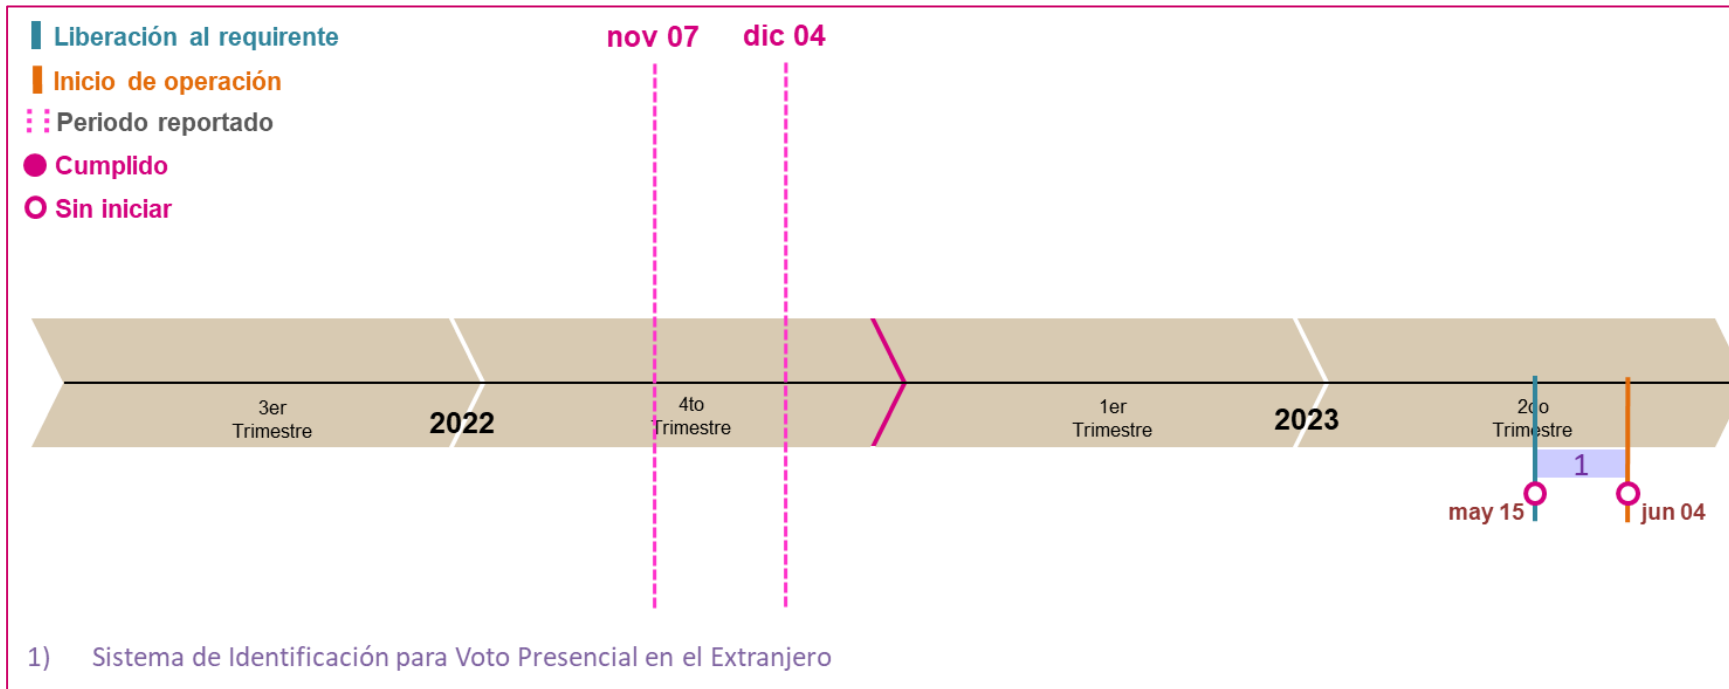 Liberación al requirente
Inicio de operación
Periodo reportado
Cumplido
Sin iniciar
nov 07
dic 04
3er
Trimestre
2022
4to
Trimestre
1er
Trimestre
2023
2do
Trimestre
1
may 15
jun 04
1) Sistema de Identificación para Voto Presencial en el Extranjero